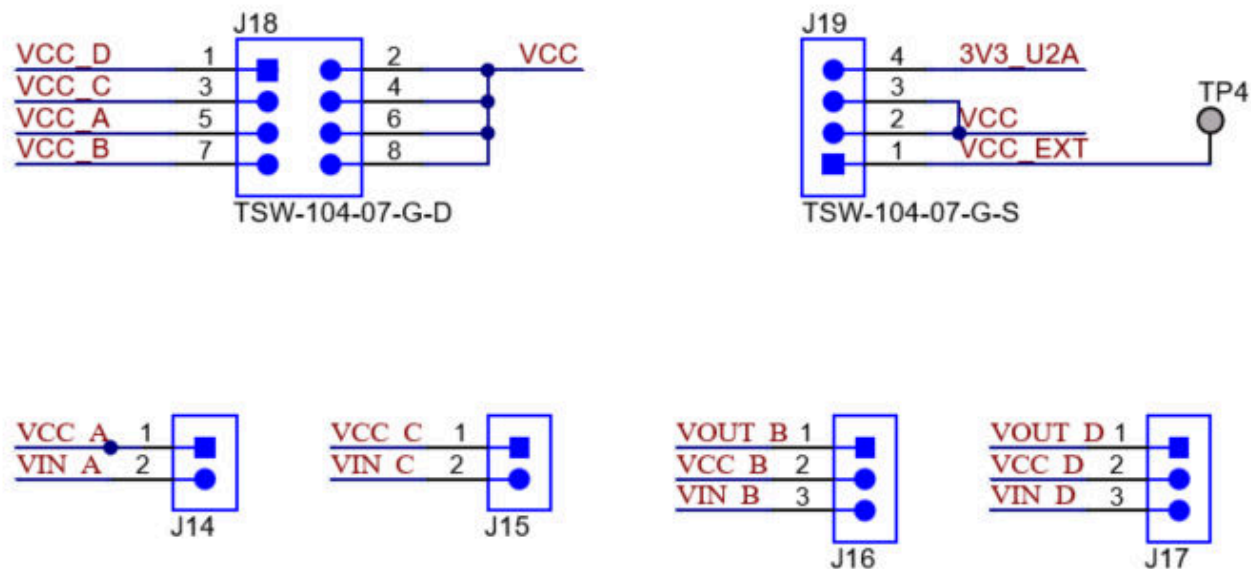 J18
VCC_D 1 2 VCC
VCC_C 3 4
VCC_A 5 6
VCC_B 7 8
TSW-104-07-G-D
J19
4 3V3_U2A
3
2 VCC
1 VCC_EXT
TP4
TSW-104-07-G-S
VCC_A 1
VIN_A 2
J14
VCC_C 1
VIN_C 2
J15
VOUT_B 1
VCC_B 2
VIN_B 3
J16
VOUT_D 1
VCC_D 2
VIN_D 3
J17